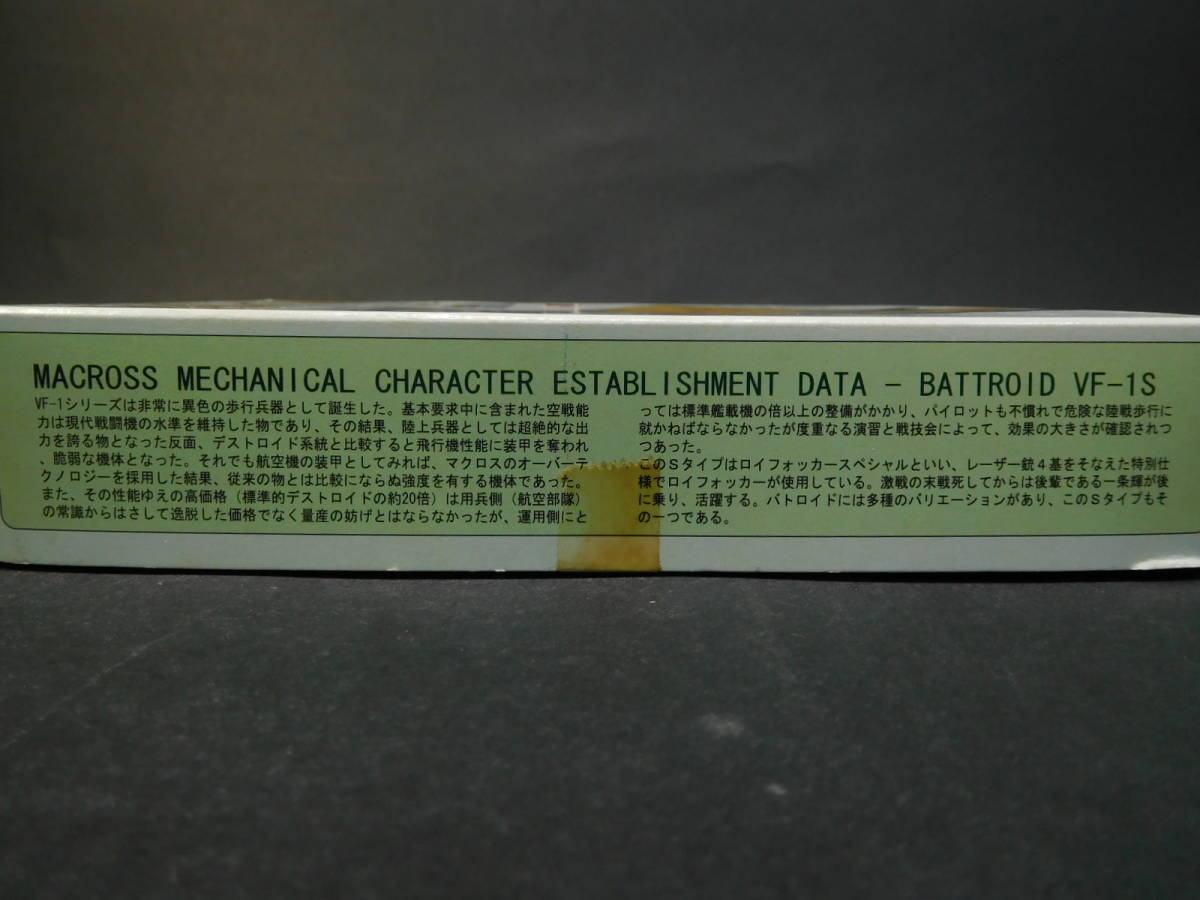 MACROSS MECHANICAL CHARACTER ESTABLISHMENT DATA - BATTROID VF-1S
VF-1シリーズは非常に異色の歩行兵器として誕生した。基本要求中に含まれた空戦能
力は現代戦闘機の水準を維持した物であり、その結果、陸上兵器としては超絶的な出
力を誇る物となった反面、デストロイド系統と比較すると飛行機性能に装甲を奪われ
、脆弱な機体となった。それでも航空機の装甲としてみれば、マクロスのオーバーテ
クノロジーを採用した結果、従来の物とは比較にならぬ強度を有する機体であった。
また、その性能ゆえの高価格(標準的デストロイドの約20倍)は用兵側(航空部隊)
の常識からはさして逸脱した価格でなく量産の妨げとはならなかったが、運用側にと
っては標準艦載機の倍以上の整備がかかり、パイロットも不慣れで危険な陸戦歩行に
就かねばならなかったが度重なる演習と戦技会によって、効果の大きさが確認されつ
つあった。
このSタイプはロイフォッカースペシャルといい、レーザー銃4基をそなえた特別仕
様でロイフォッカーが使用している。激戦の末戦死してからは後輩である一条輝が後
に乗り、活躍する。バトロイドには多種のバリエーションがあり、このSタイプもそ
の一つである。